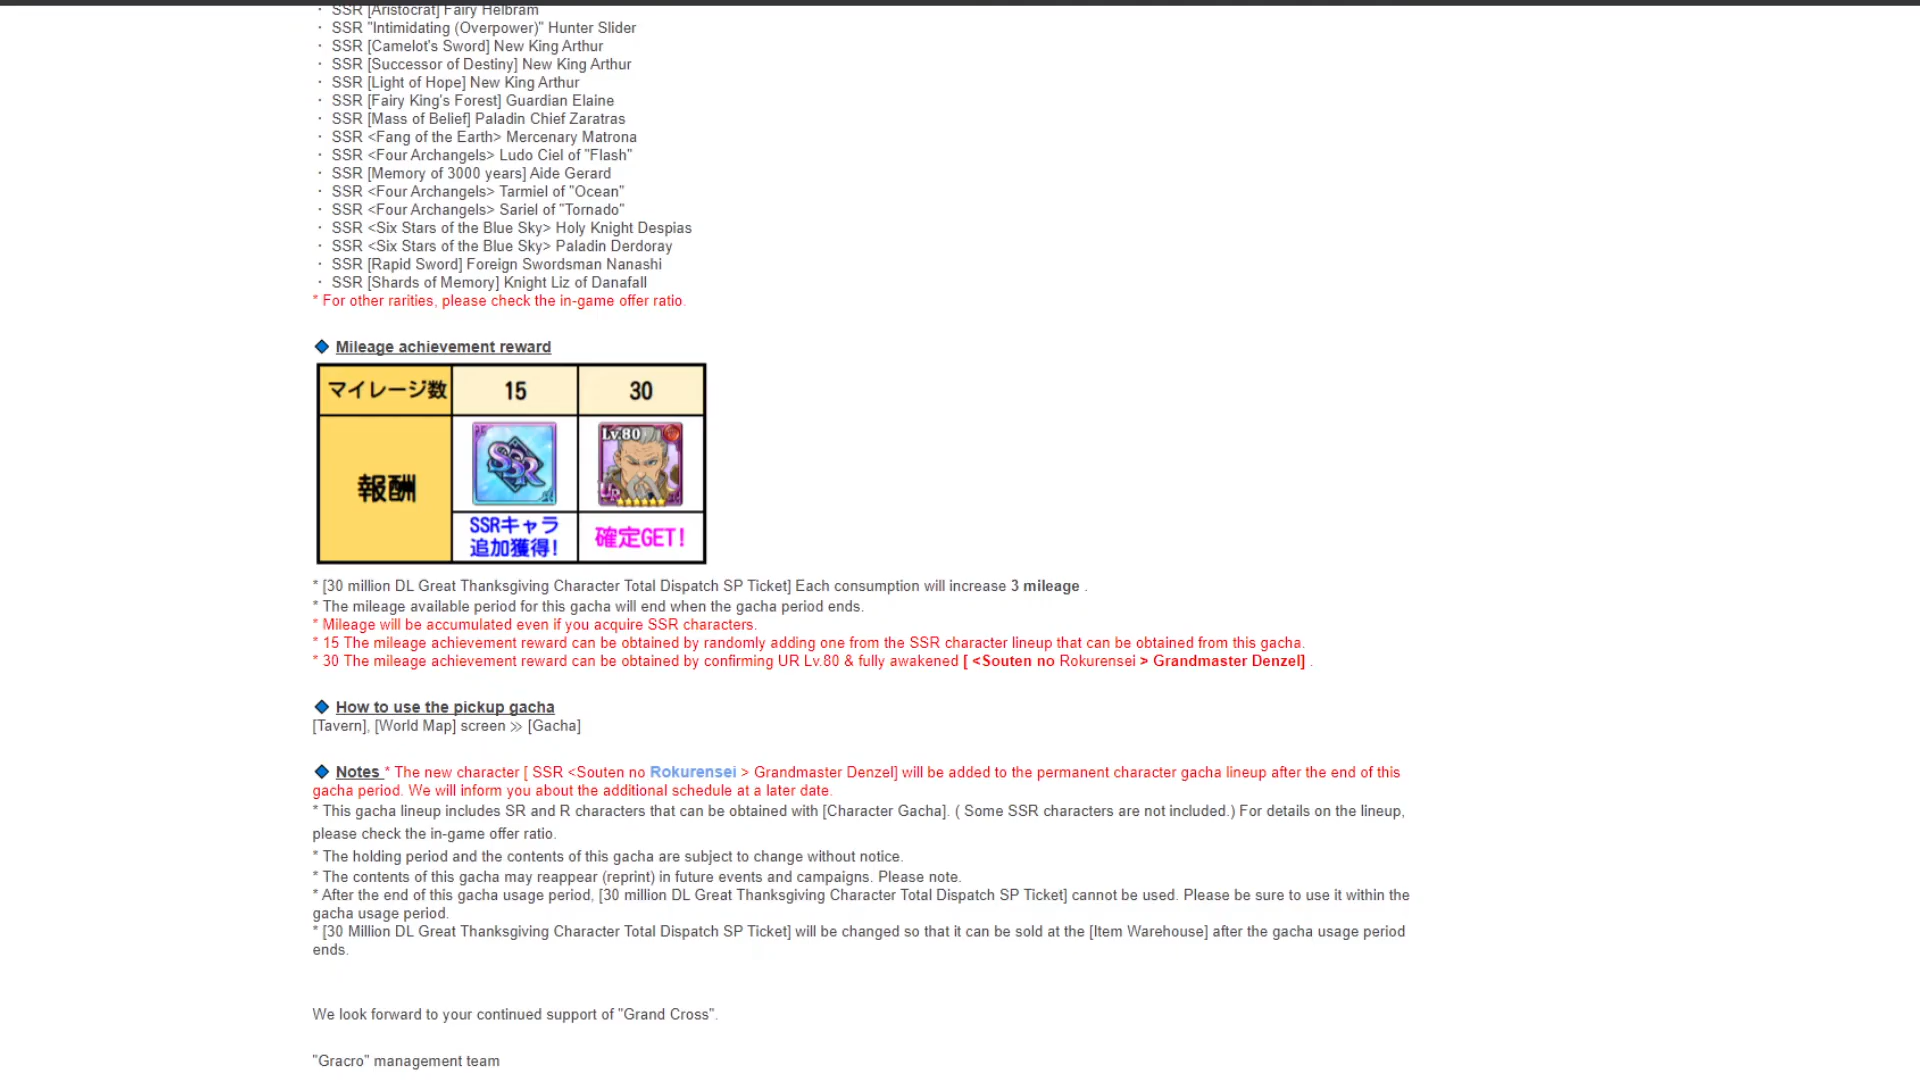 ・ SSR [Aristocrat] Fairy Helbram
・ SSR "Intimidating (Overpower)" Hunter Slider
・ SSR [Camelot's Sword] New King Arthur
・ SSR [Successor of Destiny] New King Arthur
・ SSR [Light of Hope] New King Arthur
・ SSR [Fairy King's Forest] Guardian Elaine
・ SSR [Mass of Belief] Paladin Chief Zaratras
・ SSR <Fang of the Earth> Mercenary Matrona
・ SSR <Four Archangels> Ludo Ciel of "Flash"
・ SSR [Memory of 3000 years] Aide Gerard
・ SSR <Four Archangels> Tarmiel of "Ocean"
・ SSR <Four Archangels> Sariel of "Tornado"
・ SSR <Six Stars of the Blue Sky> Holy Knight Despias
・ SSR <Six Stars of the Blue Sky> Paladin Derdoray
・ SSR [Rapid Sword] Foreign Swordsman Nanashi
・ SSR [Shards of Memory] Knight Liz of Danafall
* For other rarities, please check the in-game offer ratio.
Mileage achievement reward
マイレージ数 15 30
報酬
SSR
Lv.80
UR
SSRキャラ
追加獲得!
確定GET!
* [30 million DL Great Thanksgiving Character Total Dispatch SP Ticket] Each consumption will increase 3 mileage .
* The mileage available period for this gacha will end when the gacha period ends.
* Mileage will be accumulated even if you acquire SSR characters.
* 15 The mileage achievement reward can be obtained by randomly adding one from the SSR character lineup that can be obtained from this gacha.
* 30 The mileage achievement reward can be obtained by confirming UR Lv.80 & fully awakened [ <Souten no Rokurensei > Grandmaster Denzel] .
How to use the pickup gacha
[Tavern], [World Map] screen ≫ [Gacha]
Notes * The new character [ SSR <Souten no Rokurensei > Grandmaster Denzel] will be added to the permanent character gacha lineup after the end of this
gacha period. We will inform you about the additional schedule at a later date.
* This gacha lineup includes SR and R characters that can be obtained with [Character Gacha]. ( Some SSR characters are not included.) For details on the lineup,
please check the in-game offer ratio.
* The holding period and the contents of this gacha are subject to change without notice.
* The contents of this gacha may reappear (reprint) in future events and campaigns. Please note.
* After the end of this gacha usage period, [30 million DL Great Thanksgiving Character Total Dispatch SP Ticket] cannot be used. Please be sure to use it within the
gacha usage period.
* [30 Million DL Great Thanksgiving Character Total Dispatch SP Ticket] will be changed so that it can be sold at the [Item Warehouse] after the gacha usage period
ends.
We look forward to your continued support of "Grand Cross".
"Gracro" management team